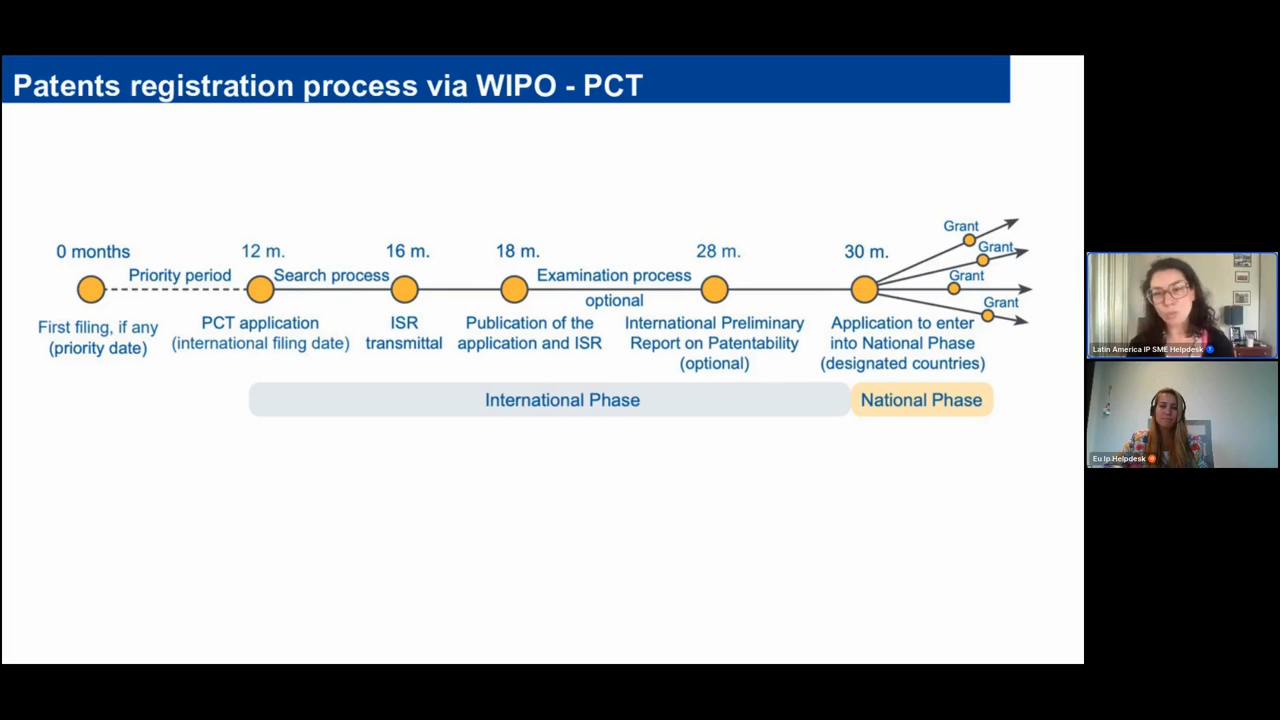 Patents registration process via WIPO - PCT
0 months
12 m.
16 m.
18 m.
28 m.
30 m.
Priority period
Search process
Examination process
optional
Grant
Grant
Grant
Grant
First filing, if any
(priority date)
PCT application
(international filing date)
ISR
transmittal
Publication of the
application and ISR
International Preliminary
Report on Patentability
(optional)
Application to enter
into National Phase
(designated countries)
International Phase
National Phase
Latin America IP SME Helpdesk
Eu Ip Helpdesk